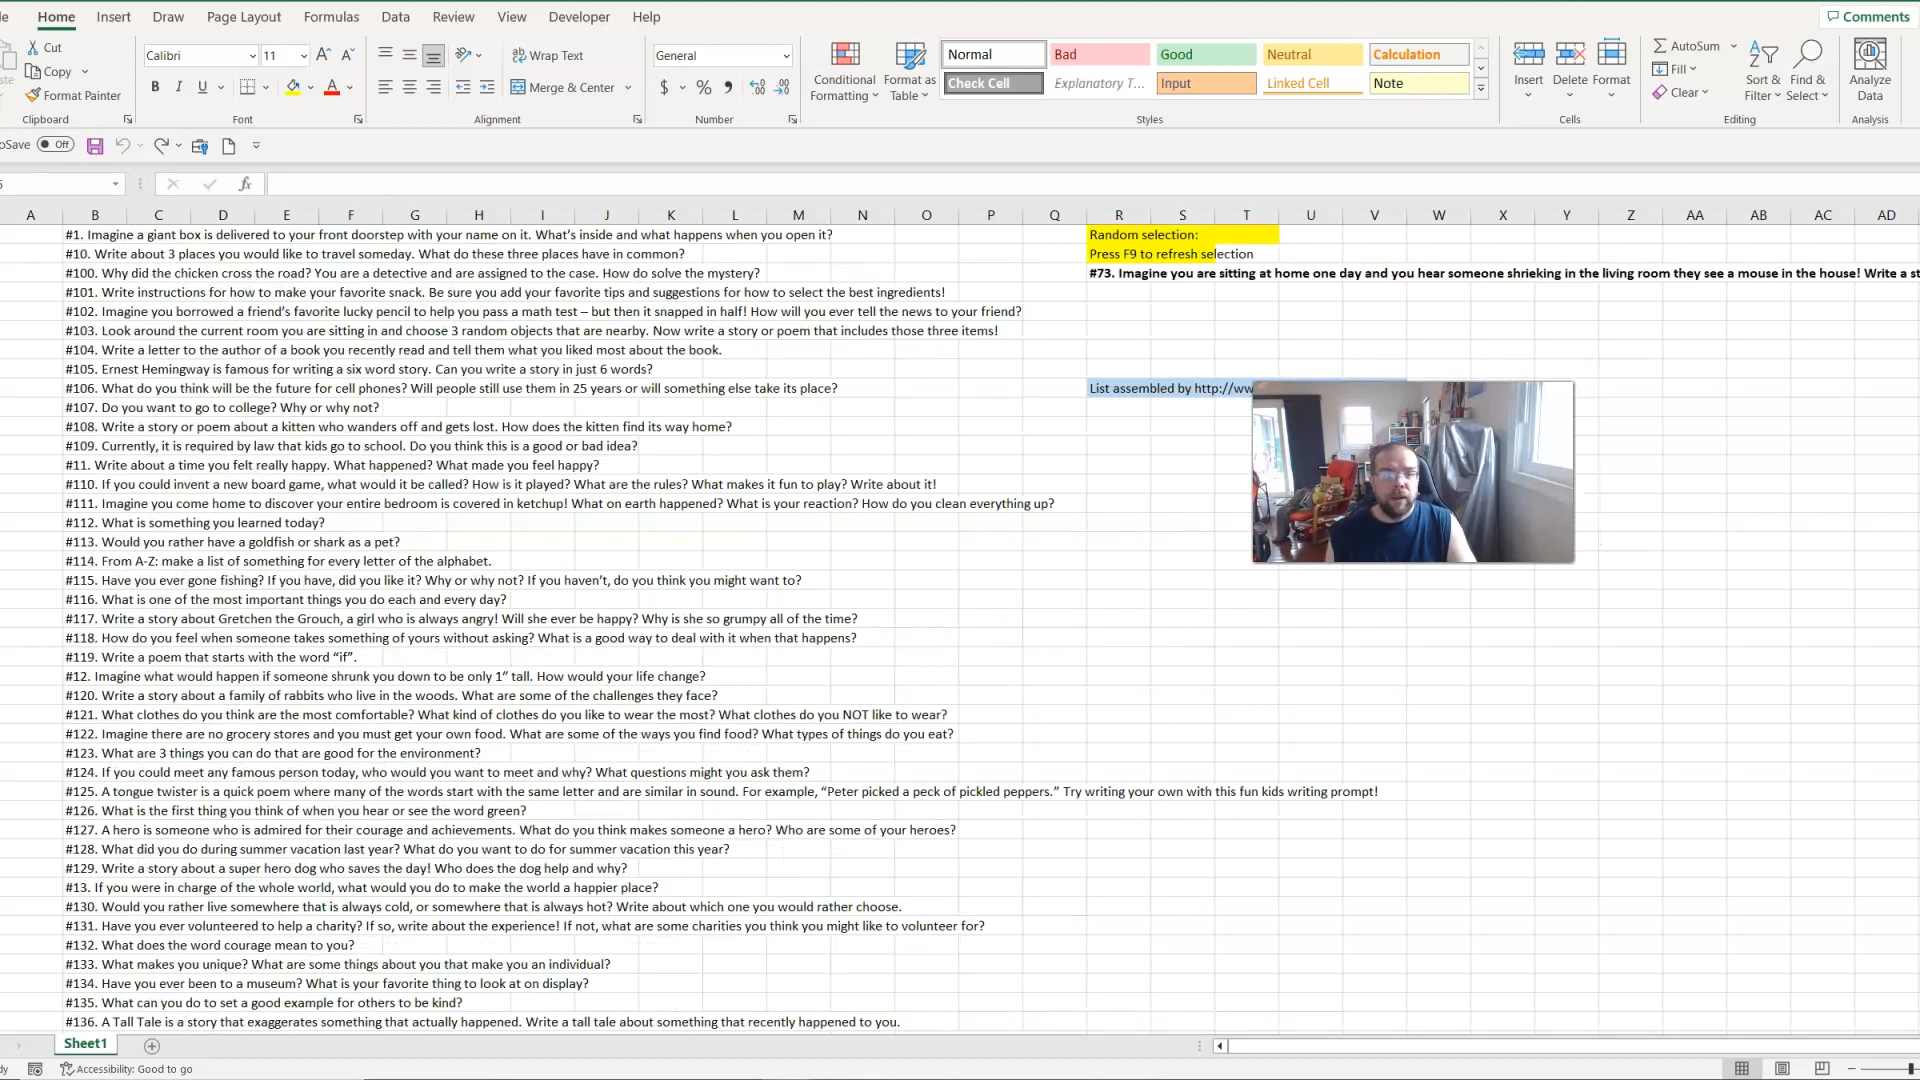 Home Insert Draw Page Layout Formulas Data Review View Developer Help Comments
Cut
Copy
Format Painter
Clipboard
Calibri 11
B I U
Font
Wrap Text
Merge & Center
Alignment
General
$ % 9
Number
Conditional Formatting
Format as Table
Normal Bad Good Neutral Calculation
Check Cell Explanatory T... Input Linked Cell Note
Styles
Insert Delete Format
Cells
AutoSum
Fill
Clear
Sort & Filter
Find & Select
Editing
Analyze Data
Analysis
Off
fx
A B C D E F G H I J K L M N O P Q R S T U V W X Y Z AA AB AC AD
#1. Imagine a giant box is delivered to your front doorstep with your name on it. What's inside and what happens when you open it?
Random selection:
#10. Write about 3 places you would like to travel someday. What do these three places have in common?
Press F9 to refresh selection
#100. Why did the chicken cross the road? You are a detective and are assigned to the case. How do solve the mystery?
#73. Imagine you are sitting at home one day and you hear someone shrieking in the living room they see a mouse in the house! Write a st
#101. Write instructions for how to make your favorite snack. Be sure you add your favorite tips and suggestions for how to select the best ingredients!
#102. Imagine you borrowed a friend's favorite lucky pencil to help you pass a math test – but then it snapped in half! How will you ever tell the news to your friend?
#103. Look around the current room you are sitting in and choose 3 random objects that are nearby. Now write a story or poem that includes those three items!
#104. Write a letter to the author of a book you recently read and tell them what you liked most about the book.
#105. Ernest Hemingway is famous for writing a six word story. Can you write a story in just 6 words?
#106. What do you think will be the future for cell phones? Will people still use them in 25 years or will something else take its place?
List assembled by http://ww
#107. Do you want to go to college? Why or why not?
#108. Write a story or poem about a kitten who wanders off and gets lost. How does the kitten find its way home?
#109. Currently, it is required by law that kids go to school. Do you think this is a good or bad idea?
#11. Write about a time you felt really happy. What happened? What made you feel happy?
#110. If you could invent a new board game, what would it be called? How is it played? What are the rules? What makes it fun to play? Write about it!
#111. Imagine you come home to discover your entire bedroom is covered in ketchup! What on earth happened? What is your reaction? How do you clean everything up?
#112. What is something you learned today?
#113. Would you rather have a goldfish or shark as a pet?
#114. From A-Z: make a list of something for every letter of the alphabet.
#115. Have you ever gone fishing? If you have, did you like it? Why or why not? If you haven't, do you think you might want to?
#116. What is one of the most important things you do each and every day?
#117. Write a story about Gretchen the Grouch, a girl who is always angry! Will she ever be happy? Why is she so grumpy all of the time?
#118. How do you feel when someone takes something of yours without asking? What is a good way to deal with it when that happens?
#119. Write a poem that starts with the word “if”.
#12. Imagine what would happen if someone shrunk you down to be only 1” tall. How would your life change?
#120. Write a story about a family of rabbits who live in the woods. What are some of the challenges they face?
#121. What clothes do you think are the most comfortable? What kind of clothes do you like to wear the most? What clothes do you NOT like to wear?
#122. Imagine there are no grocery stores and you must get your own food. What are some of the ways you find food? What types of things do you eat?
#123. What are 3 things you can do that are good for the environment?
#124. If you could meet any famous person today, who would you want to meet and why? What questions might you ask them?
#125. A tongue twister is a quick poem where many of the words start with the same letter and are similar in sound. For example, “Peter picked a peck of pickled peppers.” Try writing your own with this fun kids writing prompt!
#126. What is the first thing you think of when you hear or see the word green?
#127. A hero is someone who is admired for their courage and achievements. What do you think makes someone a hero? Who are some of your heroes?
#128. What did you do during summer vacation last year? What do you want to do for summer vacation this year?
#129. Write a story about a super hero dog who saves the day! Who does the dog help and why?
#13. If you were in charge of the whole world, what would you do to make the world a happier place?
#130. Would you rather live somewhere that is always cold, or somewhere that is always hot? Write about which one you would rather choose.
#131. Have you ever volunteered to help a charity? If so, write about the experience! If not, what are some charities you think you might like to volunteer for?
#132. What does the word courage mean to you?
#133. What makes you unique? What are some things about you that make you an individual?
#134. Have you ever been to a museum? What is your favorite thing to look at on display?
#135. What can you do to set a good example for others to be kind?
#136. A Tall Tale is a story that exaggerates something that actually happened. Write a tall tale about something that recently happened to you.
Sheet1
Accessibility: Good to go